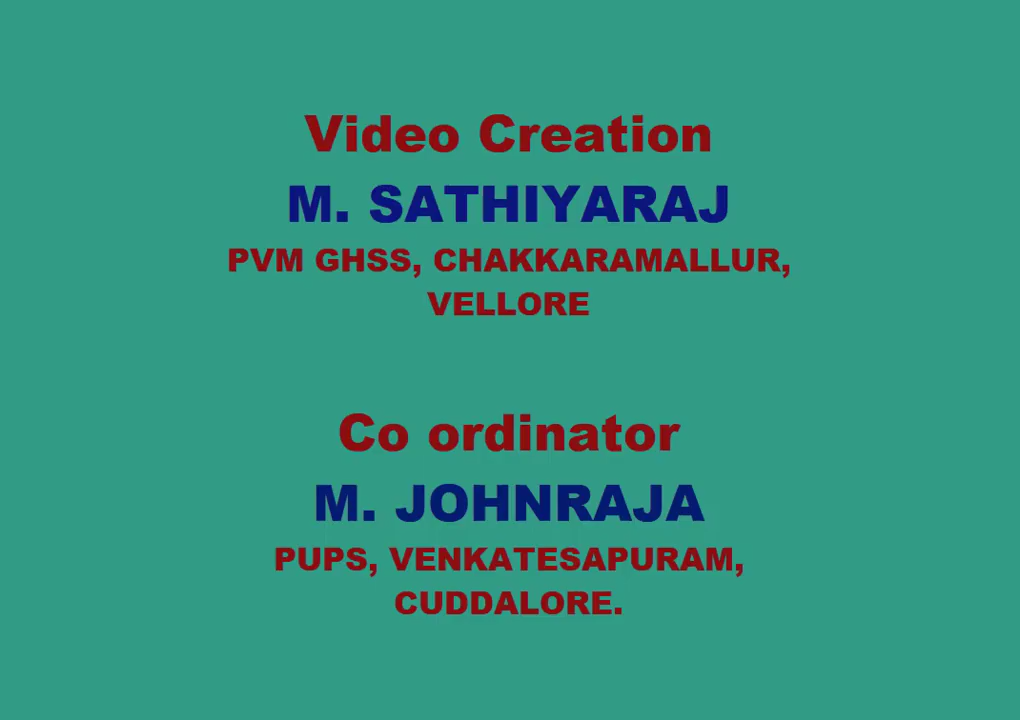 Video Creation
M. SATHIYARAJ
PVM GHSS, CHAKKARAMALLUR,
VELLORE
Co ordinator
M. JOHNRAJA
PUPS, VENKATESAPURAM,
CUDDALORE.